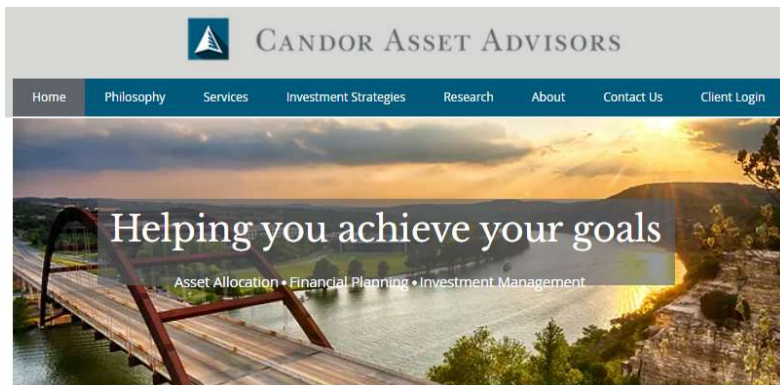 CANDOR ASSET ADVISORS
Home Philosophy Services Investment Strategies Research About Contact Us Client Login
Helping you achieve your goals
Asset Allocation • Financial Planning • Investment Management